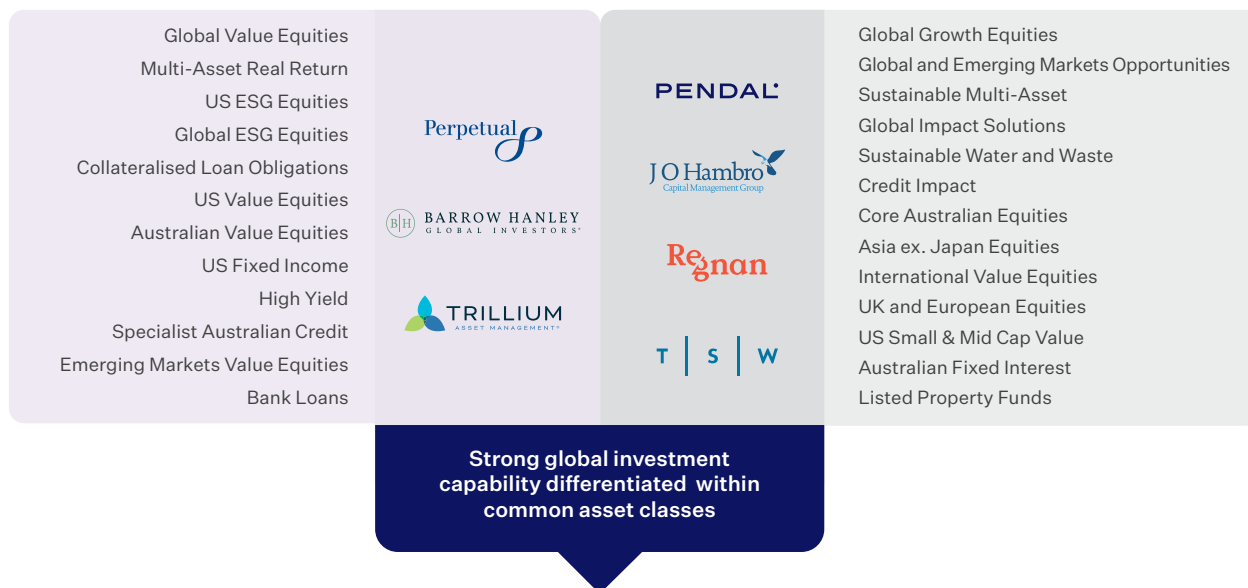 Global Value Equities
Multi-Asset Real Return
US ESG Equities
Global ESG Equities
Collateralised Loan Obligations
US Value Equities
Australian Value Equities
US Fixed Income
High Yield
Specialist Australian Credit
Emerging Markets Value Equities
Bank Loans
Perpetual
B|H BARROW HANLEY
GLOBAL INVESTORS®
TRILLIUM
ASSET MANAGEMENT®
PENDAL
J O Hambro
Capital Management Group
Regnan
T | S | W
Global Growth Equities
Global and Emerging Markets Opportunities
Sustainable Multi-Asset
Global Impact Solutions
Sustainable Water and Waste
Credit Impact
Core Australian Equities
Asia ex. Japan Equities
International Value Equities
UK and European Equities
US Small & Mid Cap Value
Australian Fixed Interest
Listed Property Funds
Strong global investment
capability differentiated within
common asset classes